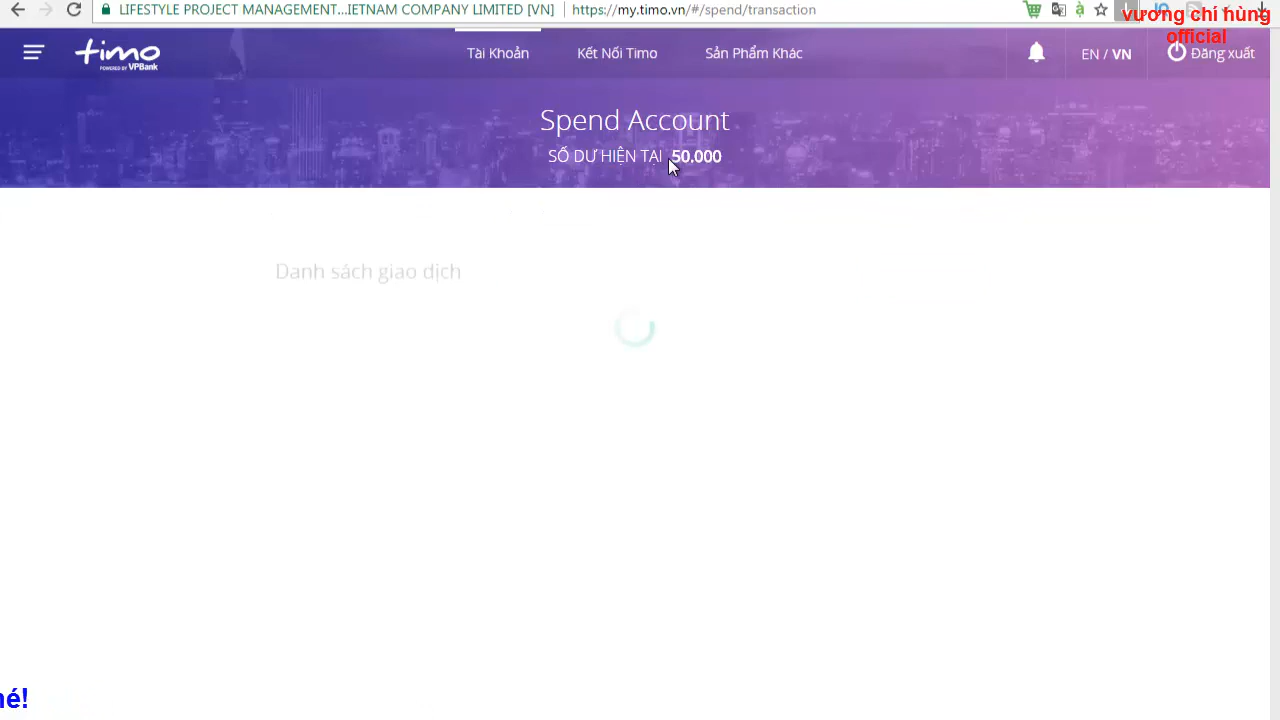 LIFESTYLE PROJECT MANAGEMENT...IETNAM COMPANY LIMITED [VN] https://my.timo.vn/#/spend/transaction
vương chí hùng
official
timo
POWERED BY VPBank
Tài Khoản Kết Nối Timo Sản Phẩm Khác EN / VN Đăng xuất
Spend Account
SỐ DƯ HIỆN TẠI 50.000
Danh sách giao dịch
hé!